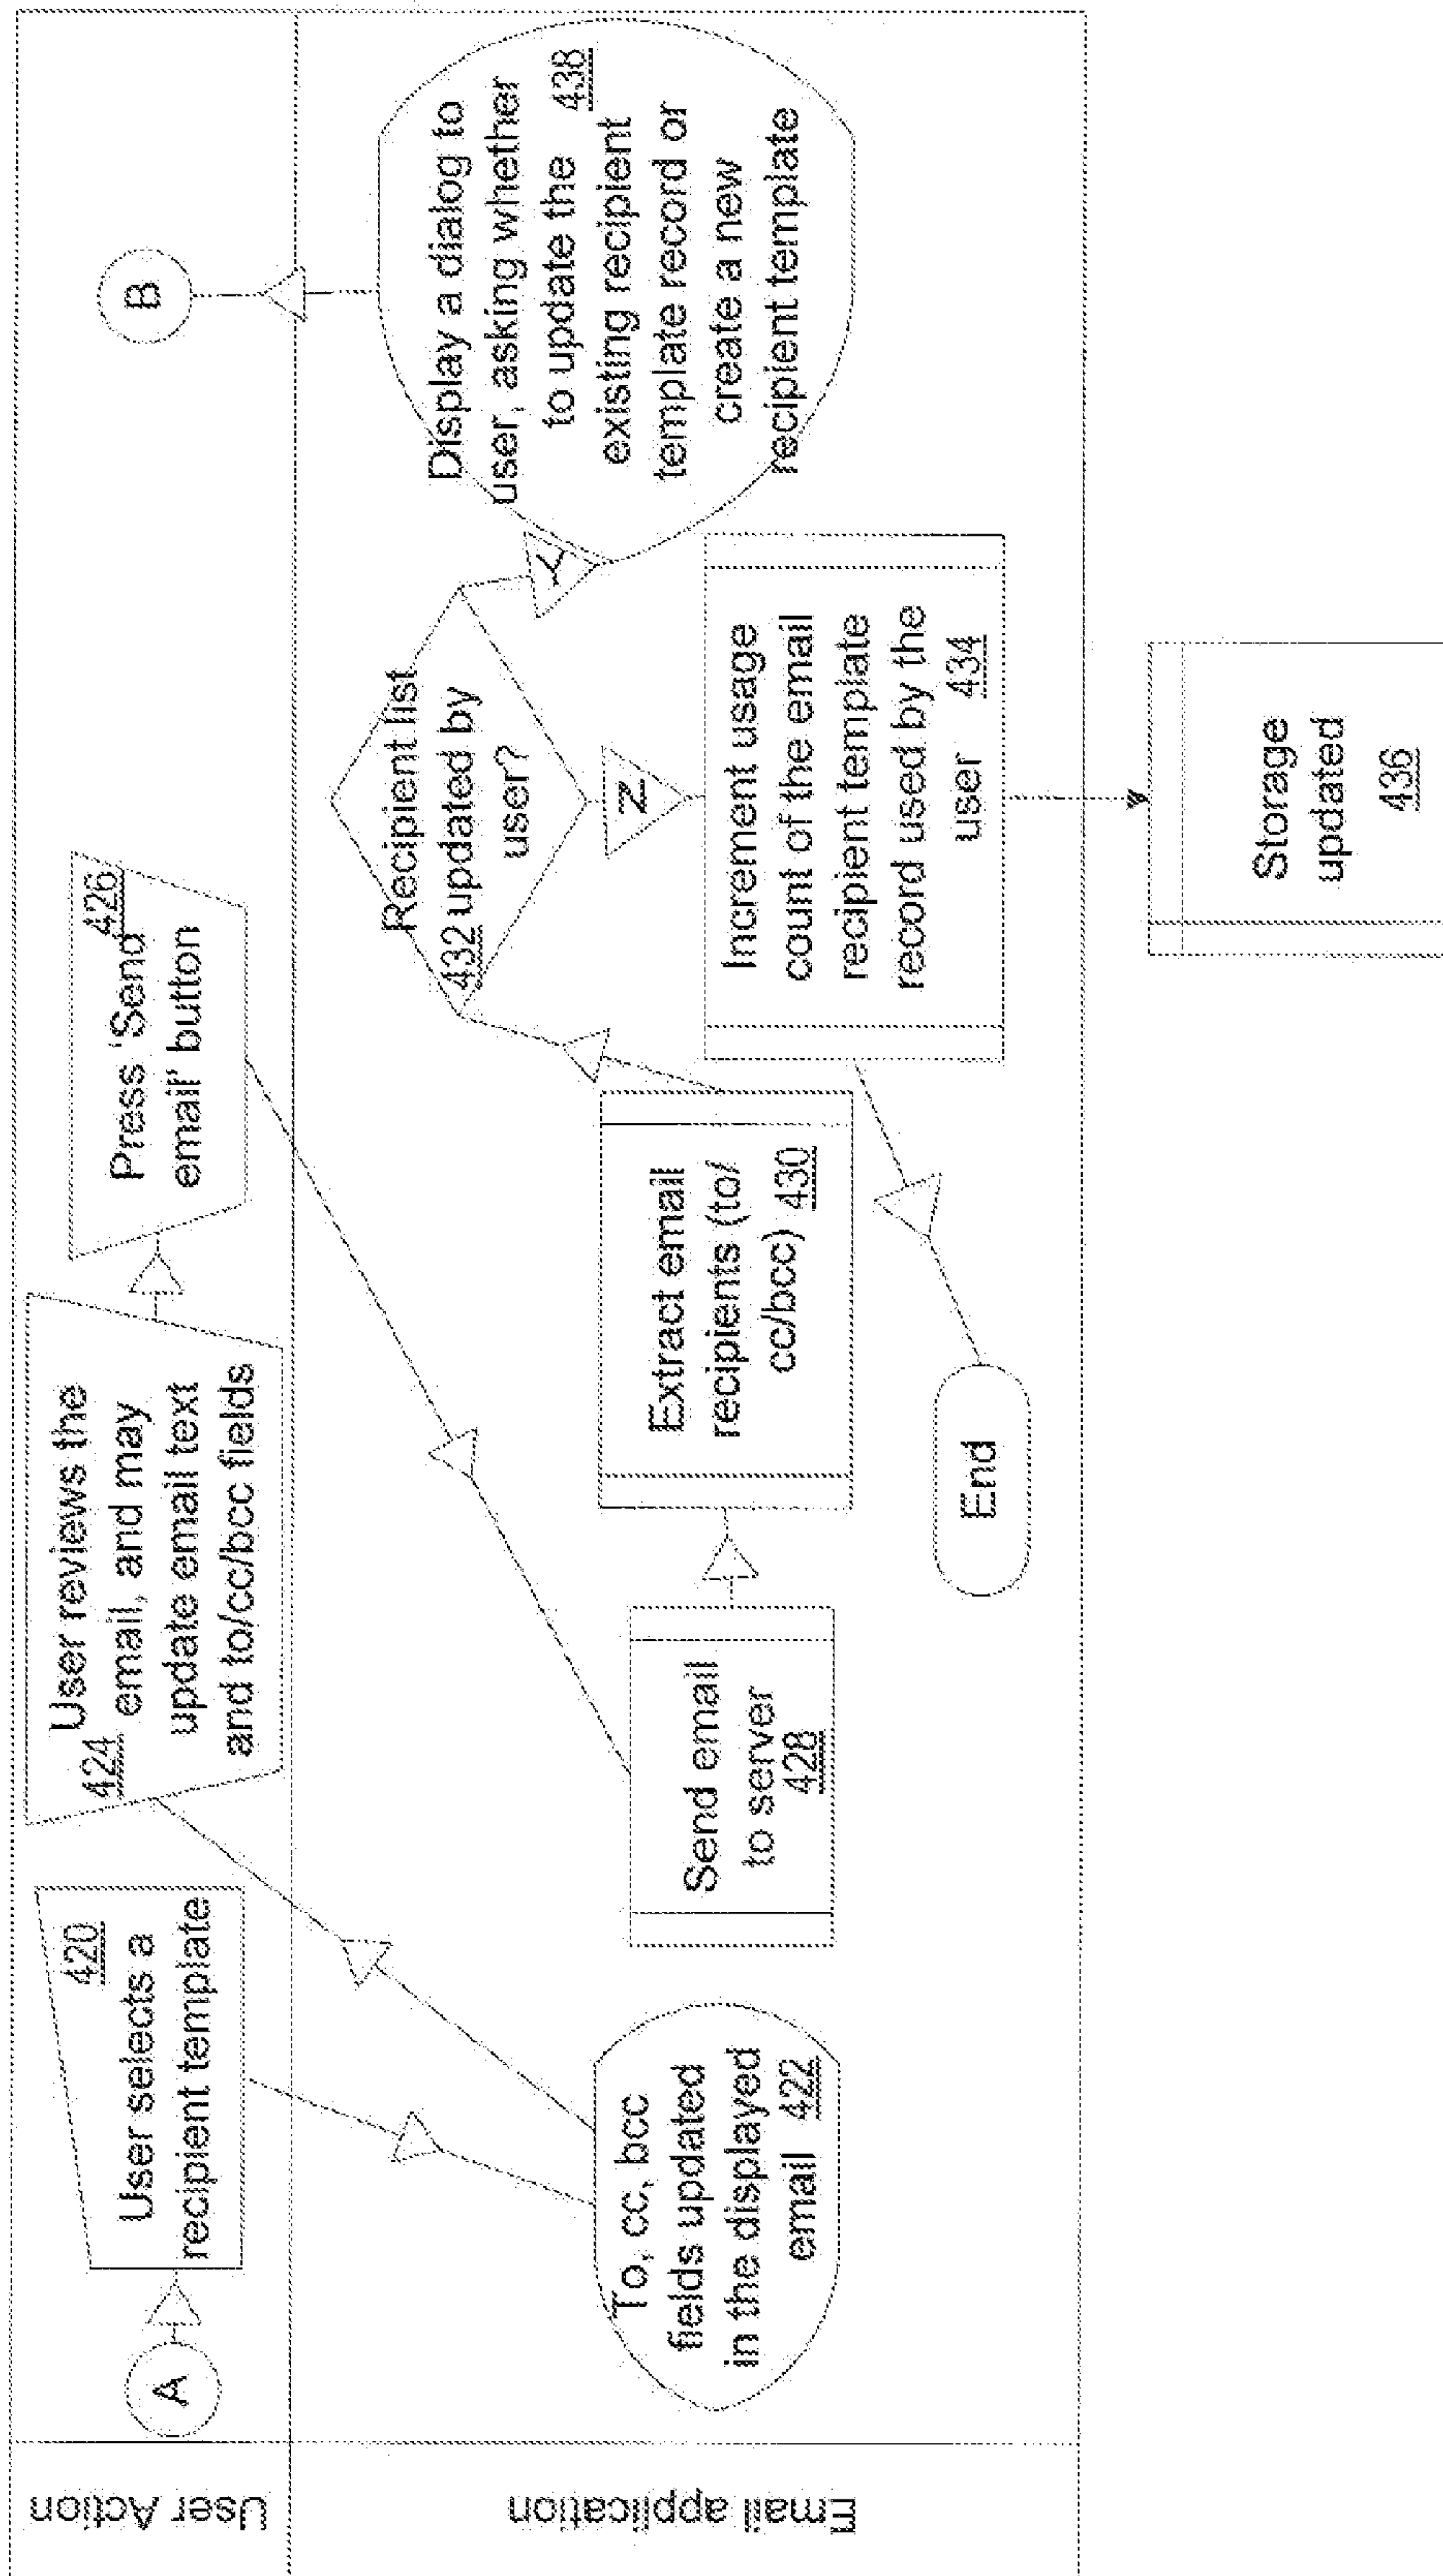 User Action
A
420
User selects a
recipient template
User reviews the
424 email, and may
update email text
and to/cc/bcc fields
426
Press 'Send
email' button
B
Email application
To, cc, bcc
fields updated
in the displayed
email 422
Send email
to server
428
Extract email
recipients (to/
cc/bcc) 430
Recipient list
432 updated by
user?
Y
N
Display a dialog to
user, asking whether
to update the 438
existing recipient
template record or
create a new
recipient template
Increment usage
count of the email
recipient template
record used by the
user 434
End
Storage
updated
436